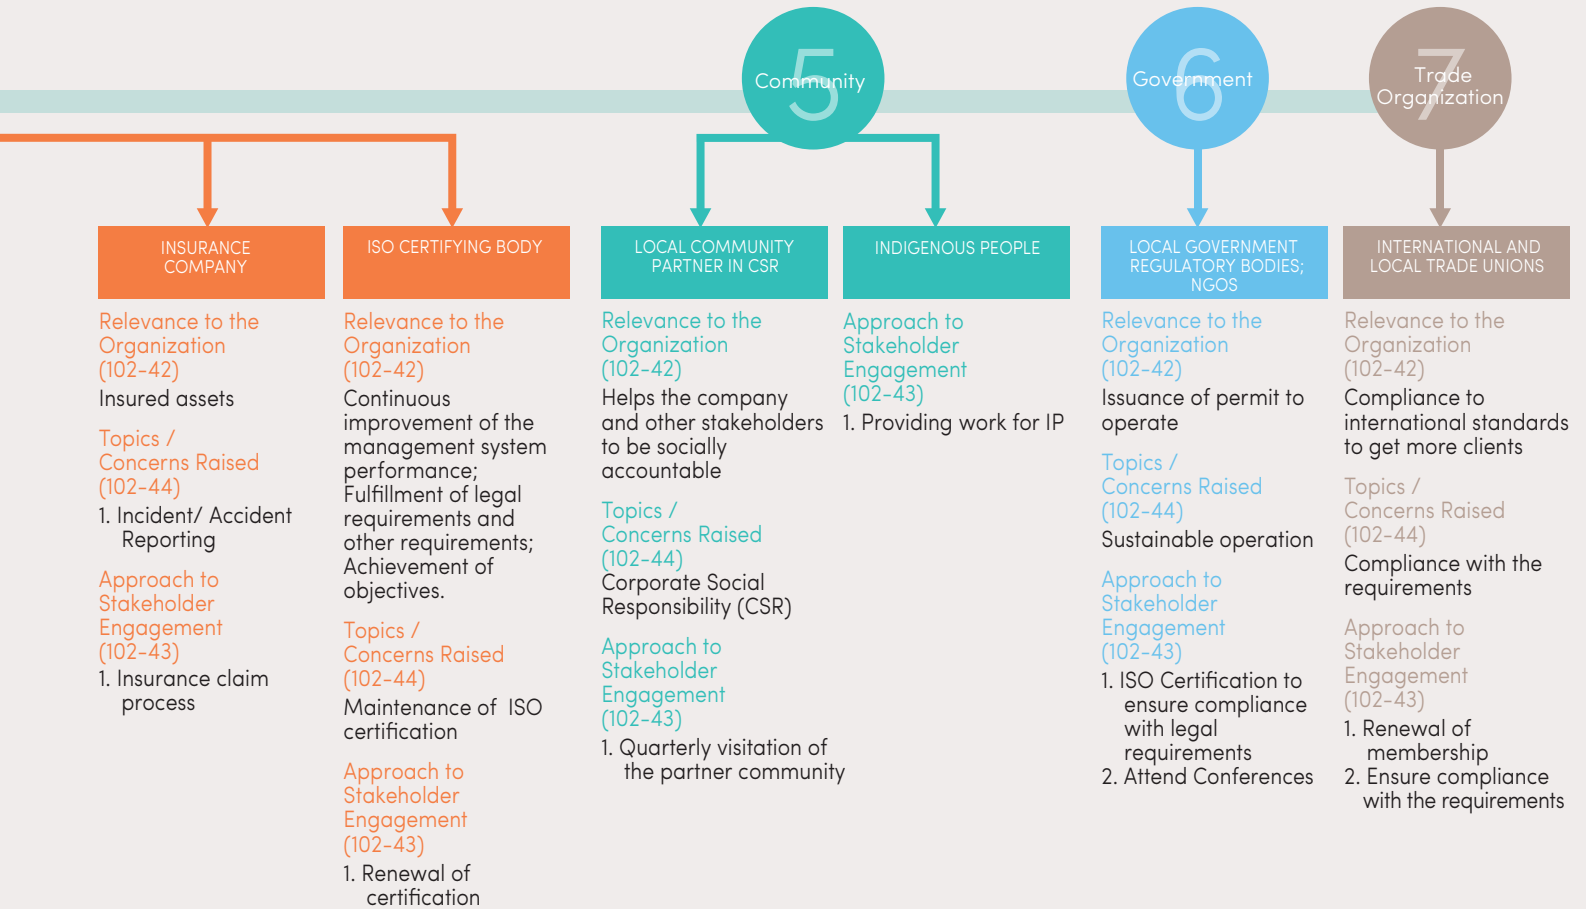 5
Community
6
Government
7
Trade
Organization
INSURANCE
COMPANY
Relevance to the
Organization
(102-42)
Insured assets
Topics /
Concerns Raised
(102-44)
1. Incident/ Accident
Reporting
Approach to
Stakeholder
Engagement
(102-43)
1. Insurance claim
process
ISO CERTIFYING BODY
Relevance to the
Organization
(102-42)
Continuous
improvement of the
management system
performance;
Fulfillment of legal
requirements and
other requirements;
Achievement of
objectives.
Topics /
Concerns Raised
(102-44)
Maintenance of ISO
certification
Approach to
Stakeholder
Engagement
(102-43)
1. Renewal of
certification
LOCAL COMMUNITY
PARTNER IN CSR
Relevance to the
Organization
(102-42)
Helps the company
and other stakeholders
to be socially
accountable
Topics /
Concerns Raised
(102-44)
Corporate Social
Responsibility (CSR)
Approach to
Stakeholder
Engagement
(102-43)
1. Quarterly visitation of
the partner community
INDIGENOUS PEOPLE
Approach to
Stakeholder
Engagement
(102-43)
1. Providing work for IP
LOCAL GOVERNMENT
REGULATORY BODIES;
NGOS
Relevance to the
Organization
(102-42)
Issuance of permit to
operate
Topics /
Concerns Raised
(102-44)
Sustainable operation
Approach to
Stakeholder
Engagement
(102-43)
1. ISO Certification to
ensure compliance
with legal
requirements
2. Attend Conferences
INTERNATIONAL AND
LOCAL TRADE UNIONS
Relevance to the
Organization
(102-42)
Compliance to
international standards
to get more clients
Topics /
Concerns Raised
(102-44)
Compliance with the
requirements
Approach to
Stakeholder
Engagement
(102-43)
1. Renewal of
membership
2. Ensure compliance
with the requirements